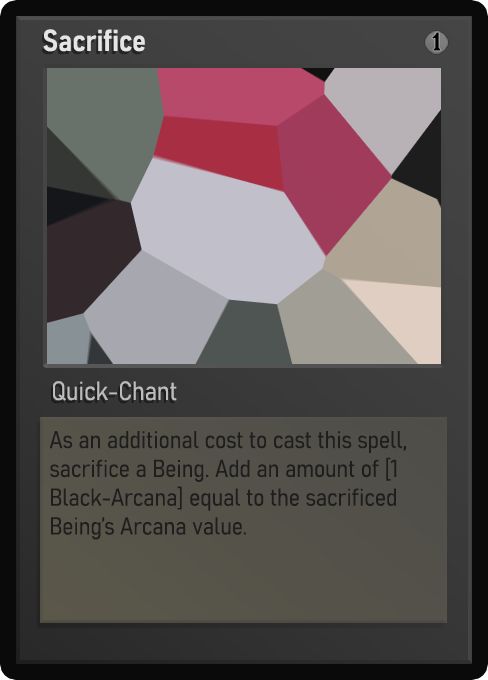 Sacrifice 1
Quick-Chant
As an additional cost to cast this spell,
sacrifice a Being. Add an amount of [1
Black-Arcana] equal to the sacrificed
Being's Arcana value.